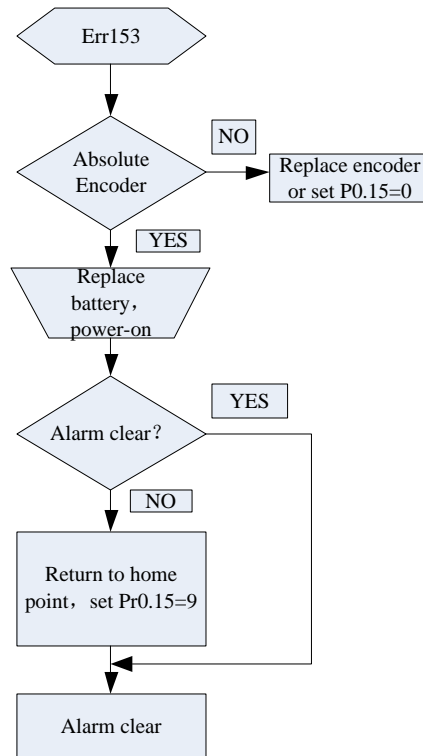 Err153
NO
Absolute
Encoder
Replace encoder
or set P0.15=0
YES
Replace
battery，
power-on
YES
Alarm clear？
NO
Return to home
point，set Pr0.15=9
Alarm clear